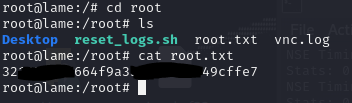 root@lame:/# cd root
root@lame:/root# ls
Desktop reset_logs.sh root.txt vnc.log
root@lame:/root# cat root.txt
32 664f9a3 49cffe7
root@lame:/root#